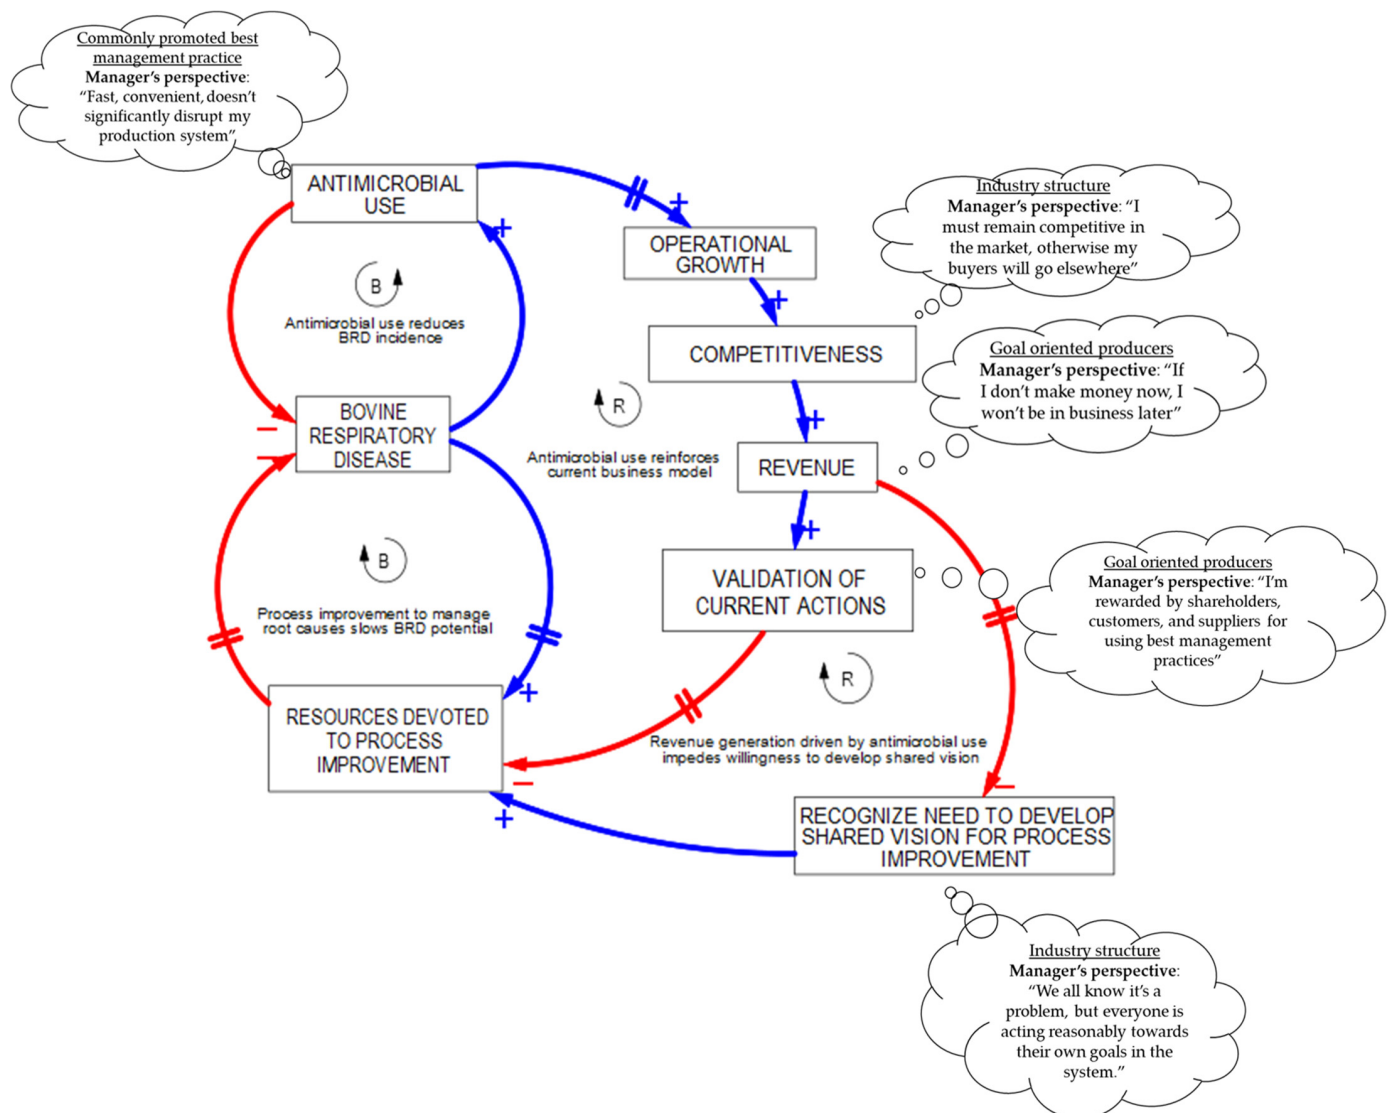 Commonly promoted best
management practice
Manager's perspective:
“Fast, convenient, doesn't
significantly disrupt my
production system”
ANTIMICROBIAL
USE
+
+
OPERATIONAL
GROWTH
Industry structure
Manager's perspective: “I
must remain competitive in
the market, otherwise my
buyers will go elsewhere”
B
Antimicrobial use reduces
BRD incidence
+
COMPETITIVENESS
Goal oriented producers
Manager's perspective: “If
I don't make money now, I
won't be in business later”
R
Antimicrobial use reinforces
current business model
+
−
−
BOVINE
RESPIRATORY
DISEASE
REVENUE
+
B
Process improvement to manage
root causes slows BRD potential
VALIDATION OF
CURRENT ACTIONS
Goal oriented producers
Manager's perspective: “I'm
rewarded by shareholders,
customers, and suppliers for
using best management
practices”
+
R
Revenue generation driven by antimicrobial use
impedes willingness to develop shared vision
RESOURCES DEVOTED
TO PROCESS
IMPROVEMENT
−
−
+
RECOGNIZE NEED TO DEVELOP
SHARED VISION FOR PROCESS
IMPROVEMENT
Industry structure
Manager's perspective:
“We all know it's a
problem, but everyone is
acting reasonably towards
their own goals in the
system.”